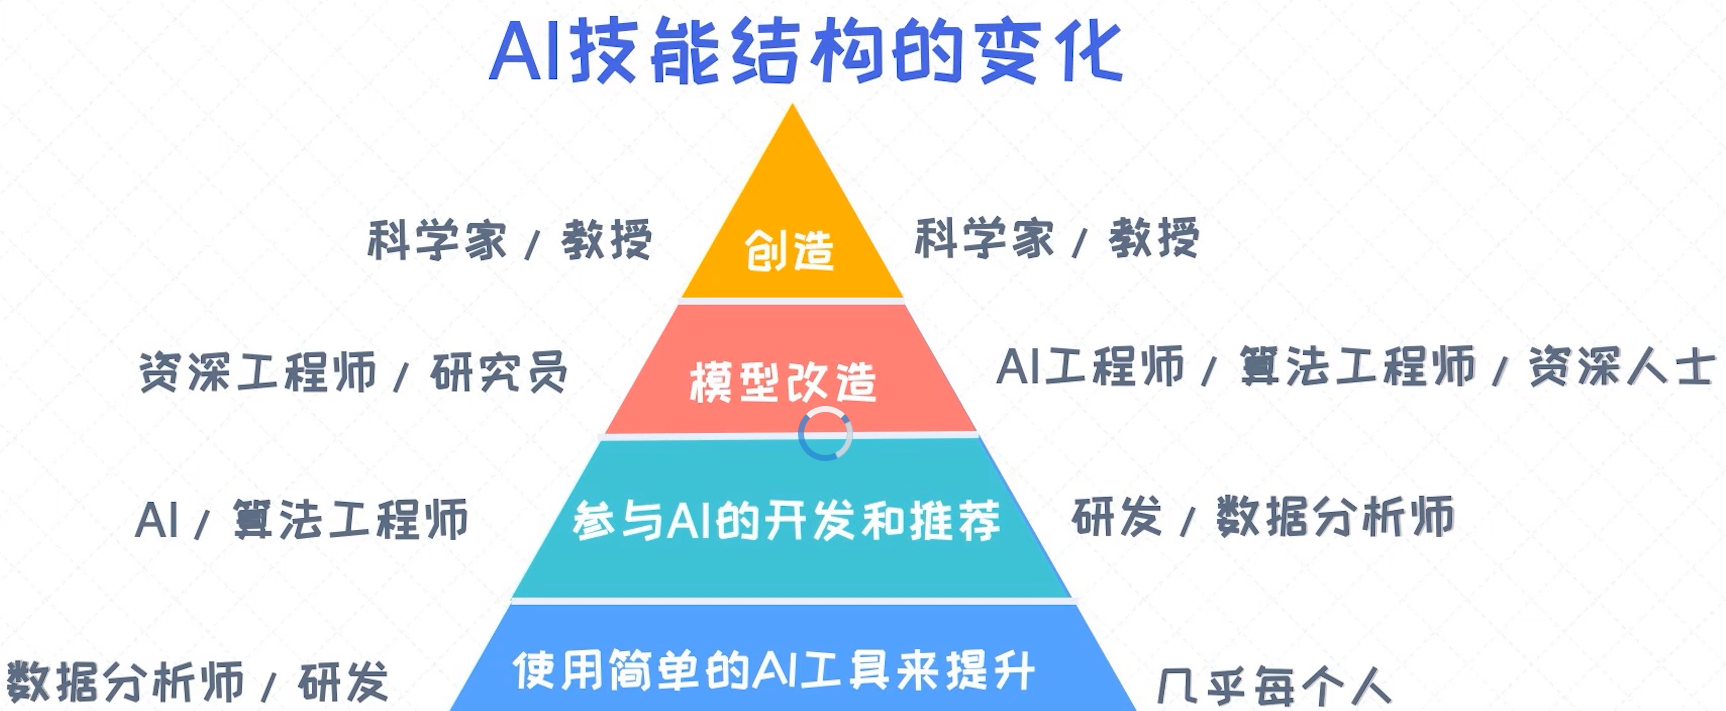 AI技能结构的变化
科学家 / 教授
创造
科学家 / 教授
资深工程师 / 研究员
模型改造
AI工程师 / 算法工程师 / 资深人士
AI / 算法工程师
参与AI的开发和推荐
研发 / 数据分析师
数据分析师 / 研发
使用简单的AI工具来提升
几乎每个人